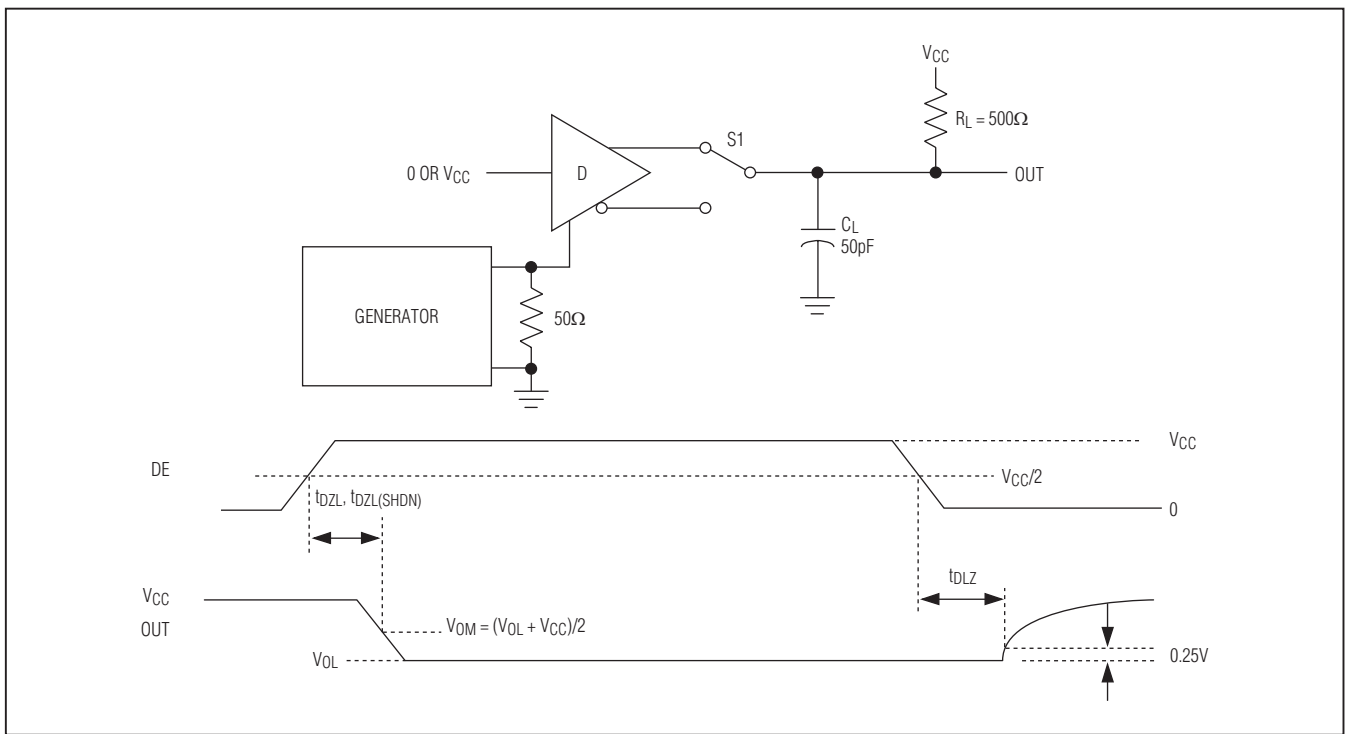 VCC
RL = 500Ω
S1
0 OR VCC
D
OUT
CL
50pF
GENERATOR
50Ω
VCC
DE
VCC/2
tDZL, tDZL(SHDN)
0
tDLZ
VCC
OUT
VOM = (VOL + VCC)/2
VOL
0.25V